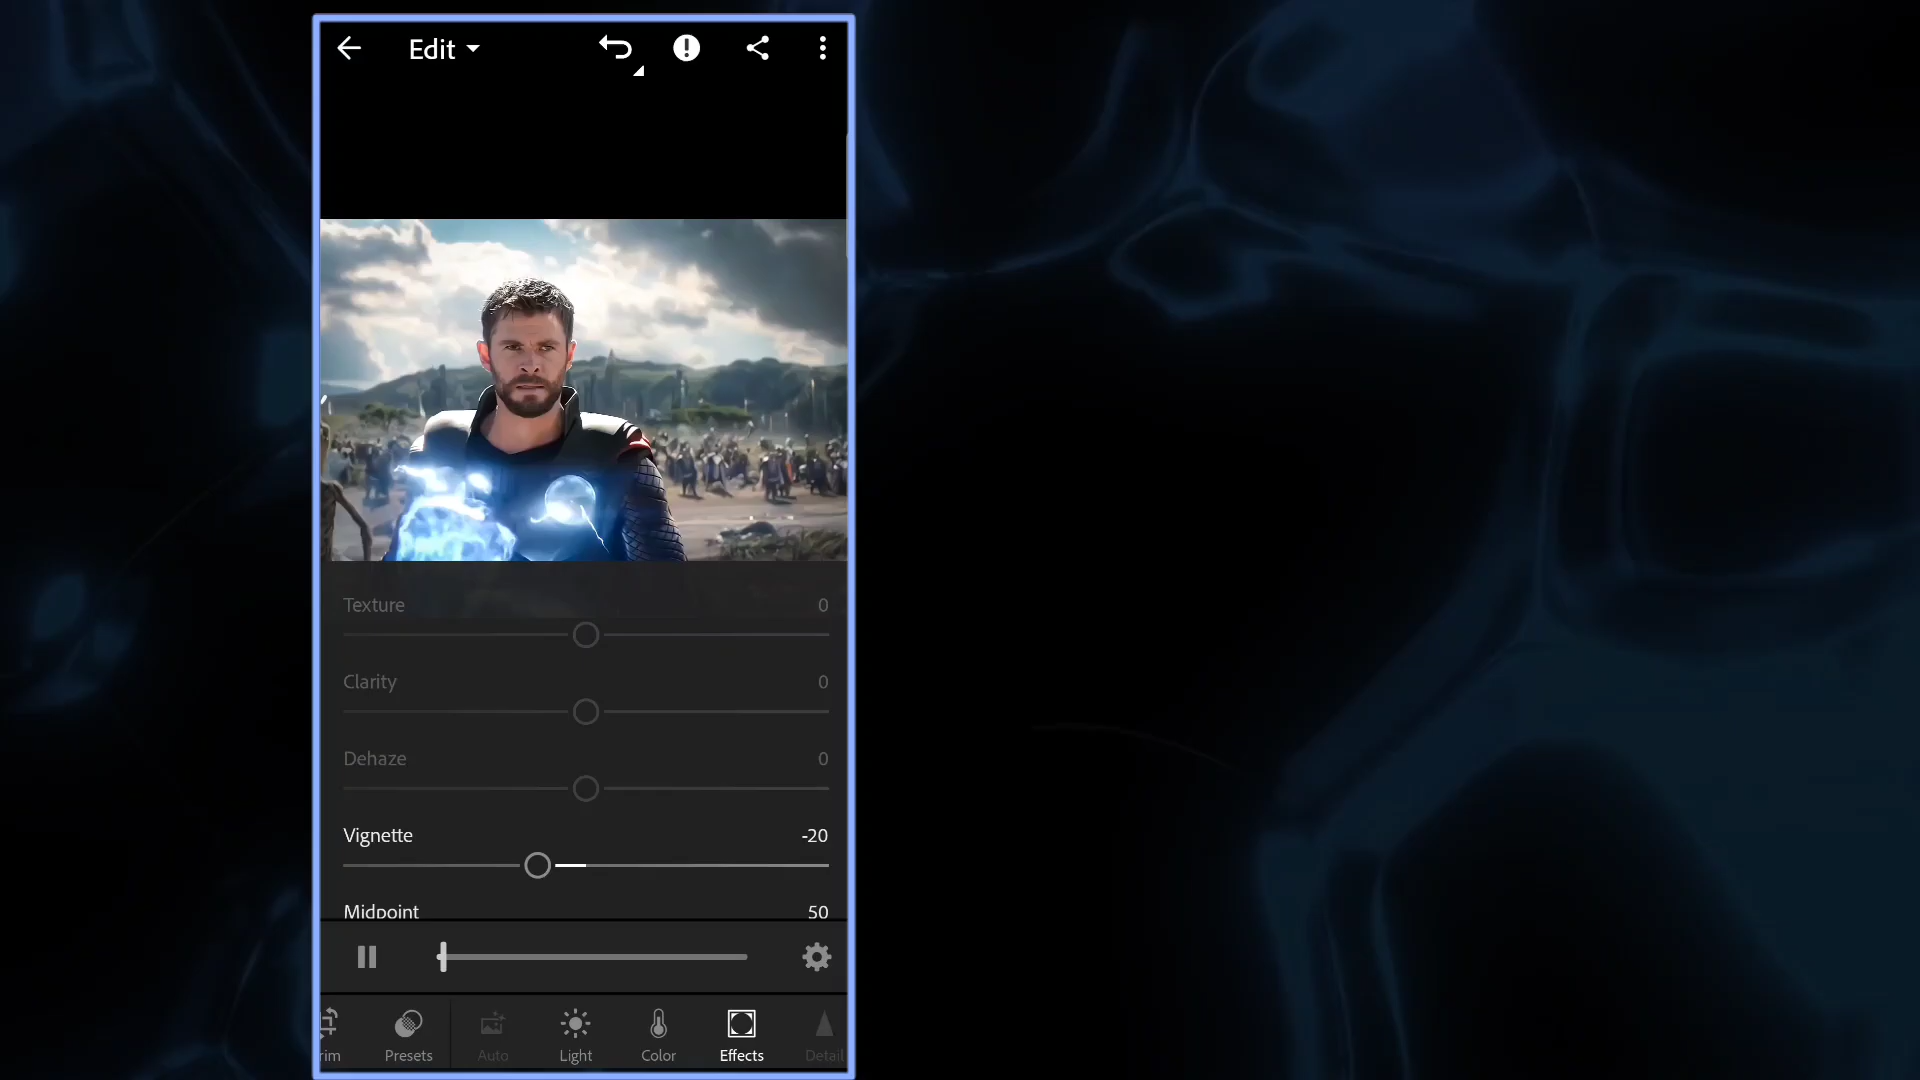 Edit
Texture 0
Clarity 0
Dehaze 0
Vignette -20
Midpoint 50
rim Presets Auto Light Color Effects Detail